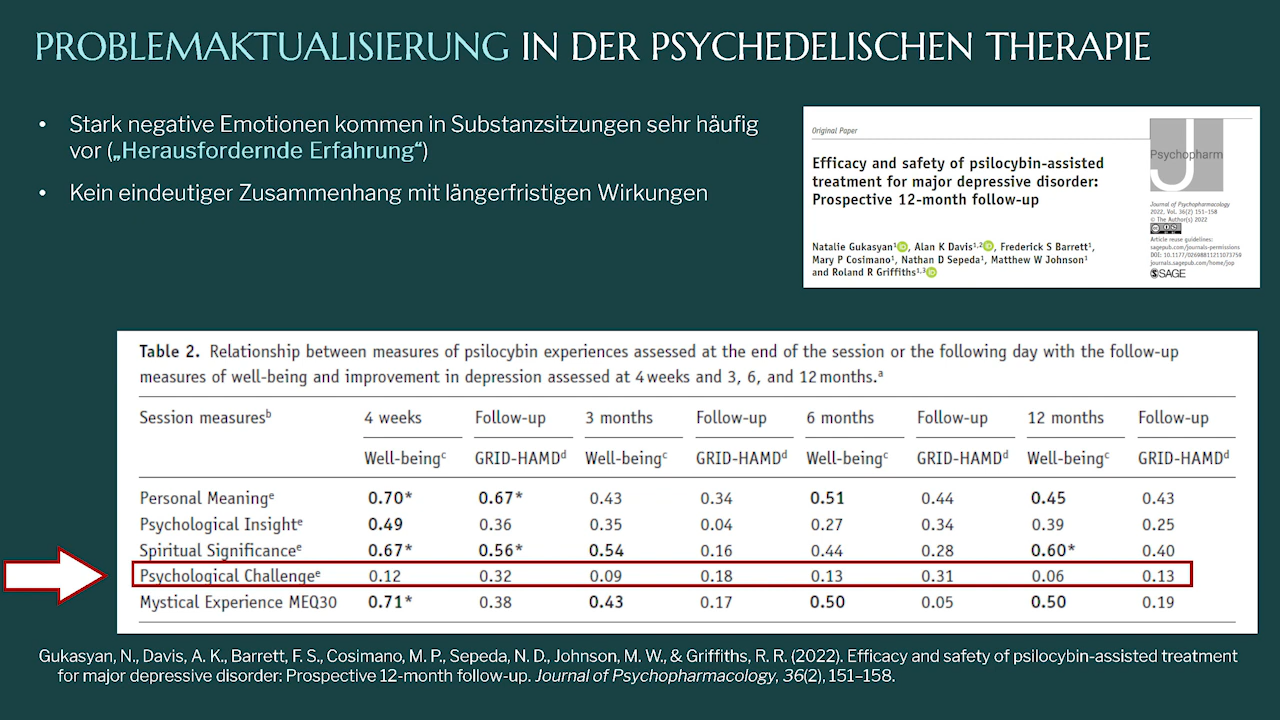 PROBLEMAKTUALISIERUNG IN DER PSYCHEDELISCHEN THERAPIE
• Stark negative Emotionen kommen in Substanzsitzungen sehr häufig
vor („Herausfordernde Erfahrung“)
• Kein eindeutiger Zusammenhang mit längerfristigen Wirkungen
Original Paper
Efficacy and safety of psilocybin-assisted
treatment for major depressive disorder:
Prospective 12-month follow-up
Natalie Gukasyan¹, Alan K Davis¹,², Frederick S Barrett¹,
Mary P Cosimano¹, Nathan D Sepeda¹, Matthew W Johnson¹
and Roland R Griffiths¹,³
J
Psychopharm
Journal of Psychopharmacology
2022, Vol. 36(2) 151–158
© The Author(s) 2022
Article reuse guidelines:
sagepub.com/journals-permissions
DOI: 10.1177/02698811211073759
journals.sagepub.com/home/jop
SAGE
Table 2. Relationship between measures of psilocybin experiences assessed at the end of the session or the following day with the follow-up
measures of well-being and improvement in depression assessed at 4 weeks and 3, 6, and 12 months.ᵃ
Session measuresᵇ 4 weeks Follow-up 3 months Follow-up 6 months Follow-up 12 months Follow-up
Well-beingᶜ GRID-HAMDᵈ Well-beingᶜ GRID-HAMDᵈ Well-beingᶜ GRID-HAMDᵈ Well-beingᶜ GRID-HAMDᵈ
Personal Meaningᵉ 0.70* 0.67* 0.43 0.34 0.51 0.44 0.45 0.43
Psychological Insightᵉ 0.49 0.36 0.35 0.04 0.27 0.34 0.39 0.25
Spiritual Significanceᵉ 0.67* 0.56* 0.54 0.16 0.44 0.28 0.60* 0.40
Psychological Challengeᵉ 0.12 0.32 0.09 0.18 0.13 0.31 0.06 0.13
Mystical Experience MEQ30 0.71* 0.38 0.43 0.17 0.50 0.05 0.50 0.19
Gukasyan, N., Davis, A. K., Barrett, F. S., Cosimano, M. P., Sepeda, N. D., Johnson, M. W., & Griffiths, R. R. (2022). Efficacy and safety of psilocybin-assisted treatment
for major depressive disorder: Prospective 12-month follow-up. Journal of Psychopharmacology, 36(2), 151–158.